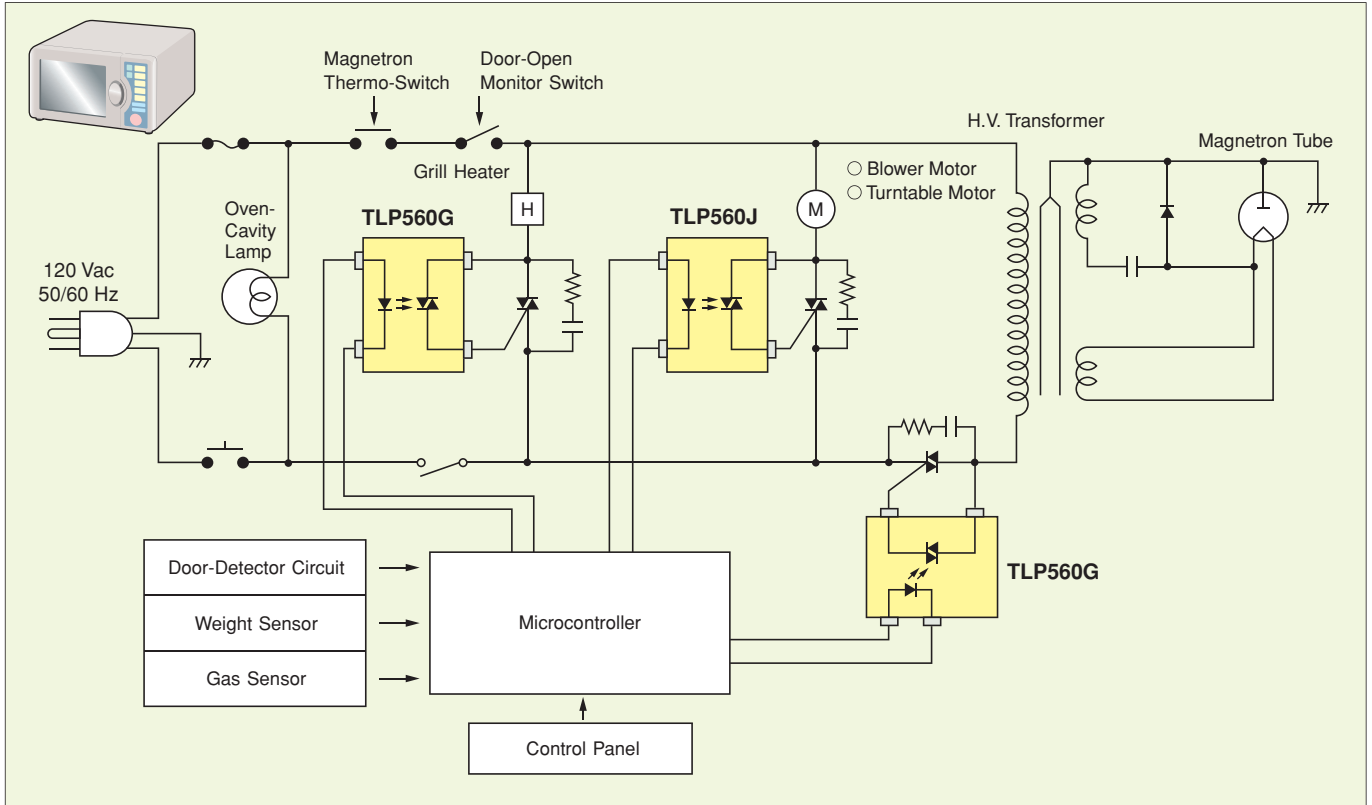 Magnetron
Thermo-Switch
Door-Open
Monitor Switch
H.V. Transformer
Magnetron Tube
Grill Heater
○ Blower Motor
○ Turntable Motor
Oven-
Cavity
Lamp
TLP560G
H
TLP560J
M
120 Vac
50/60 Hz
TLP560G
Door-Detector Circuit
Weight Sensor
Gas Sensor
Microcontroller
Control Panel